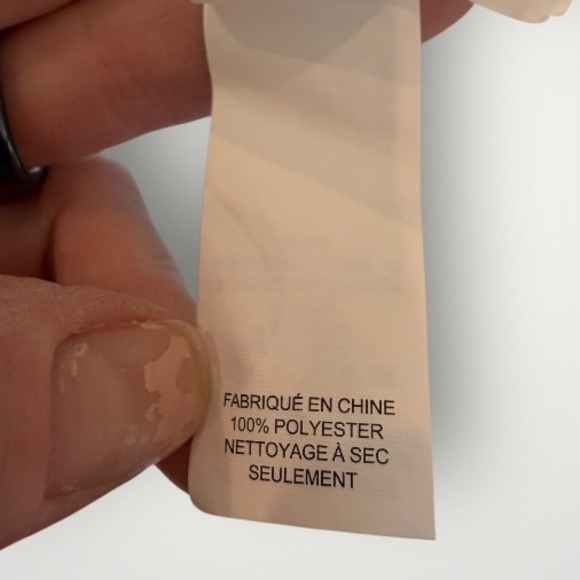 FABRIQUÉ EN CHINE
100% POLYESTER
NETTOYAGE À SEC
SEULEMENT